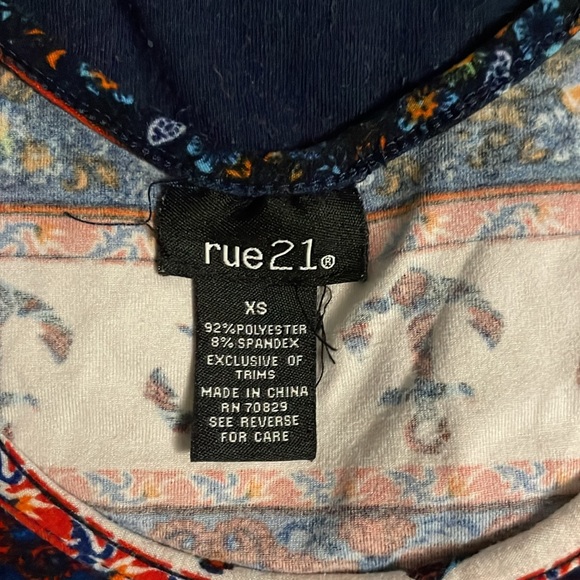 rue21®
XS
92% POLYESTER
8% SPANDEX
EXCLUSIVE OF
TRIMS
MADE IN CHINA
RN 70829
SEE REVERSE
FOR CARE